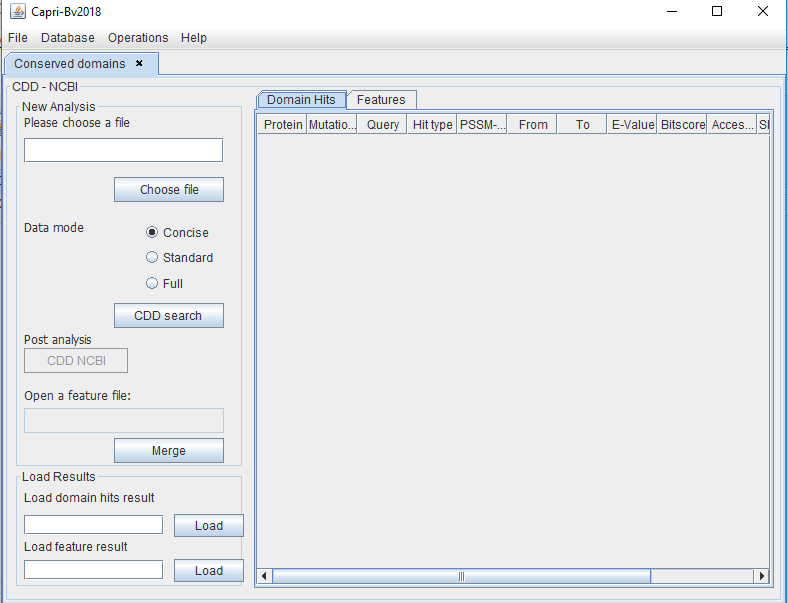 Capri-Bv2018
File Database Operations Help
Conserved domains ×
CDD - NCBI
New Analysis
Please choose a file
Choose file
Data mode
Concise
Standard
Full
CDD search
Post analysis
CDD NCBI
Open a feature file:
Merge
Load Results
Load domain hits result
Load
Load feature result
Load
Domain Hits Features
Protein Mutatio... Query Hit type PSSM-... From To E-Value Bitscore Acces...